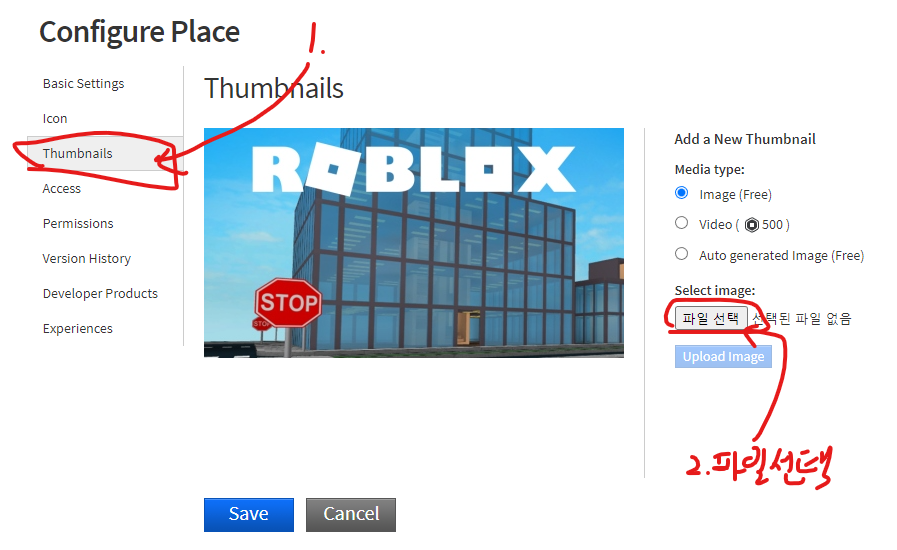 Configure Place
1.
Basic Settings
Icon
Thumbnails
Access
Permissions
Version History
Developer Products
Experiences
Thumbnails
ROBLOX
STOP
STOP
Add a New Thumbnail
Media type:
Image (Free)
Video ( 500 )
Auto generated Image (Free)
Select image:
파일 선택 선택된 파일 없음
Upload Image
2.파일선택
Save
Cancel